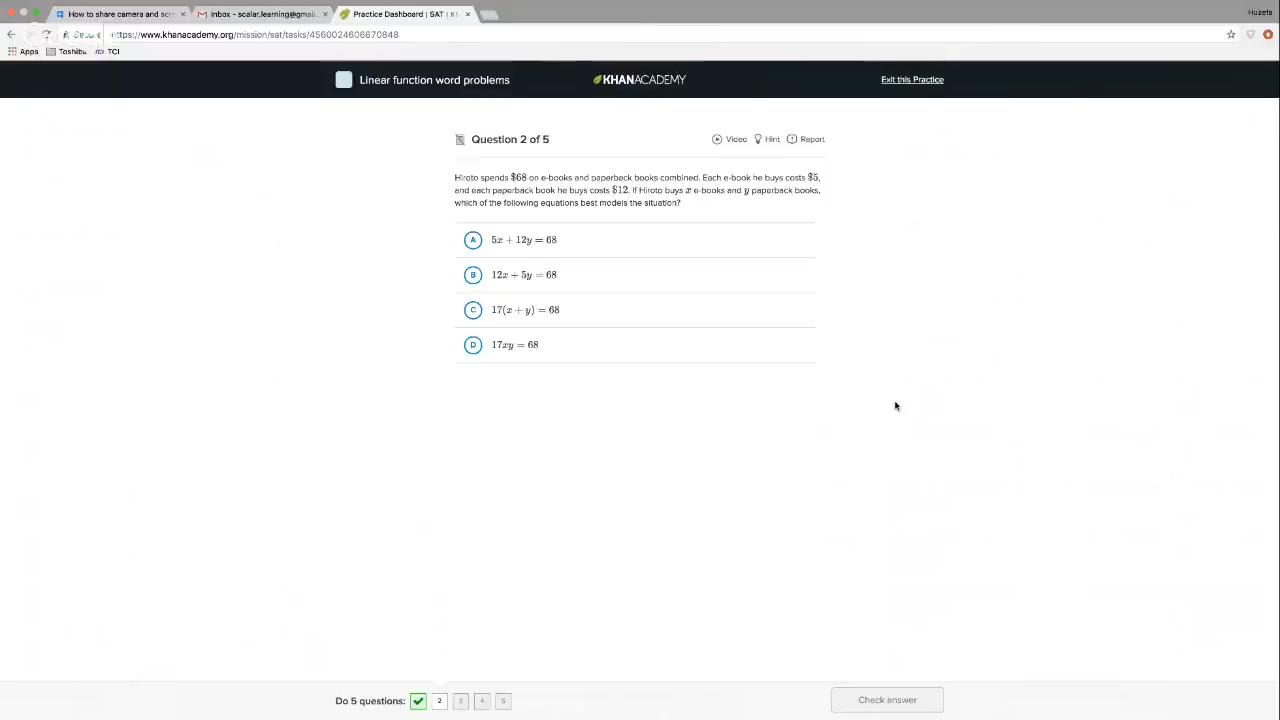 How to share camera and scr
Inbox - scalar.learning@gmai
Practice Dashboard | SAT | Kh
Huzefa
https://www.khanacademy.org/mission/sat/tasks/4560024606670848
Apps
Toshiba
TCI
Linear function word problems
KHANACADEMY
Exit this Practice
Question 2 of 5
Video
Hint
Report
Hiroto spends $68 on e-books and paperback books combined. Each e-book he buys costs $5,
and each paperback book he buys costs $12. If Hiroto buys x e-books and y paperback books,
which of the following equations best models the situation?
A 5x + 12y = 68
B 12x + 5y = 68
C 17(x + y) = 68
D 17xy = 68
Do 5 questions:
2
3
4
5
Check answer